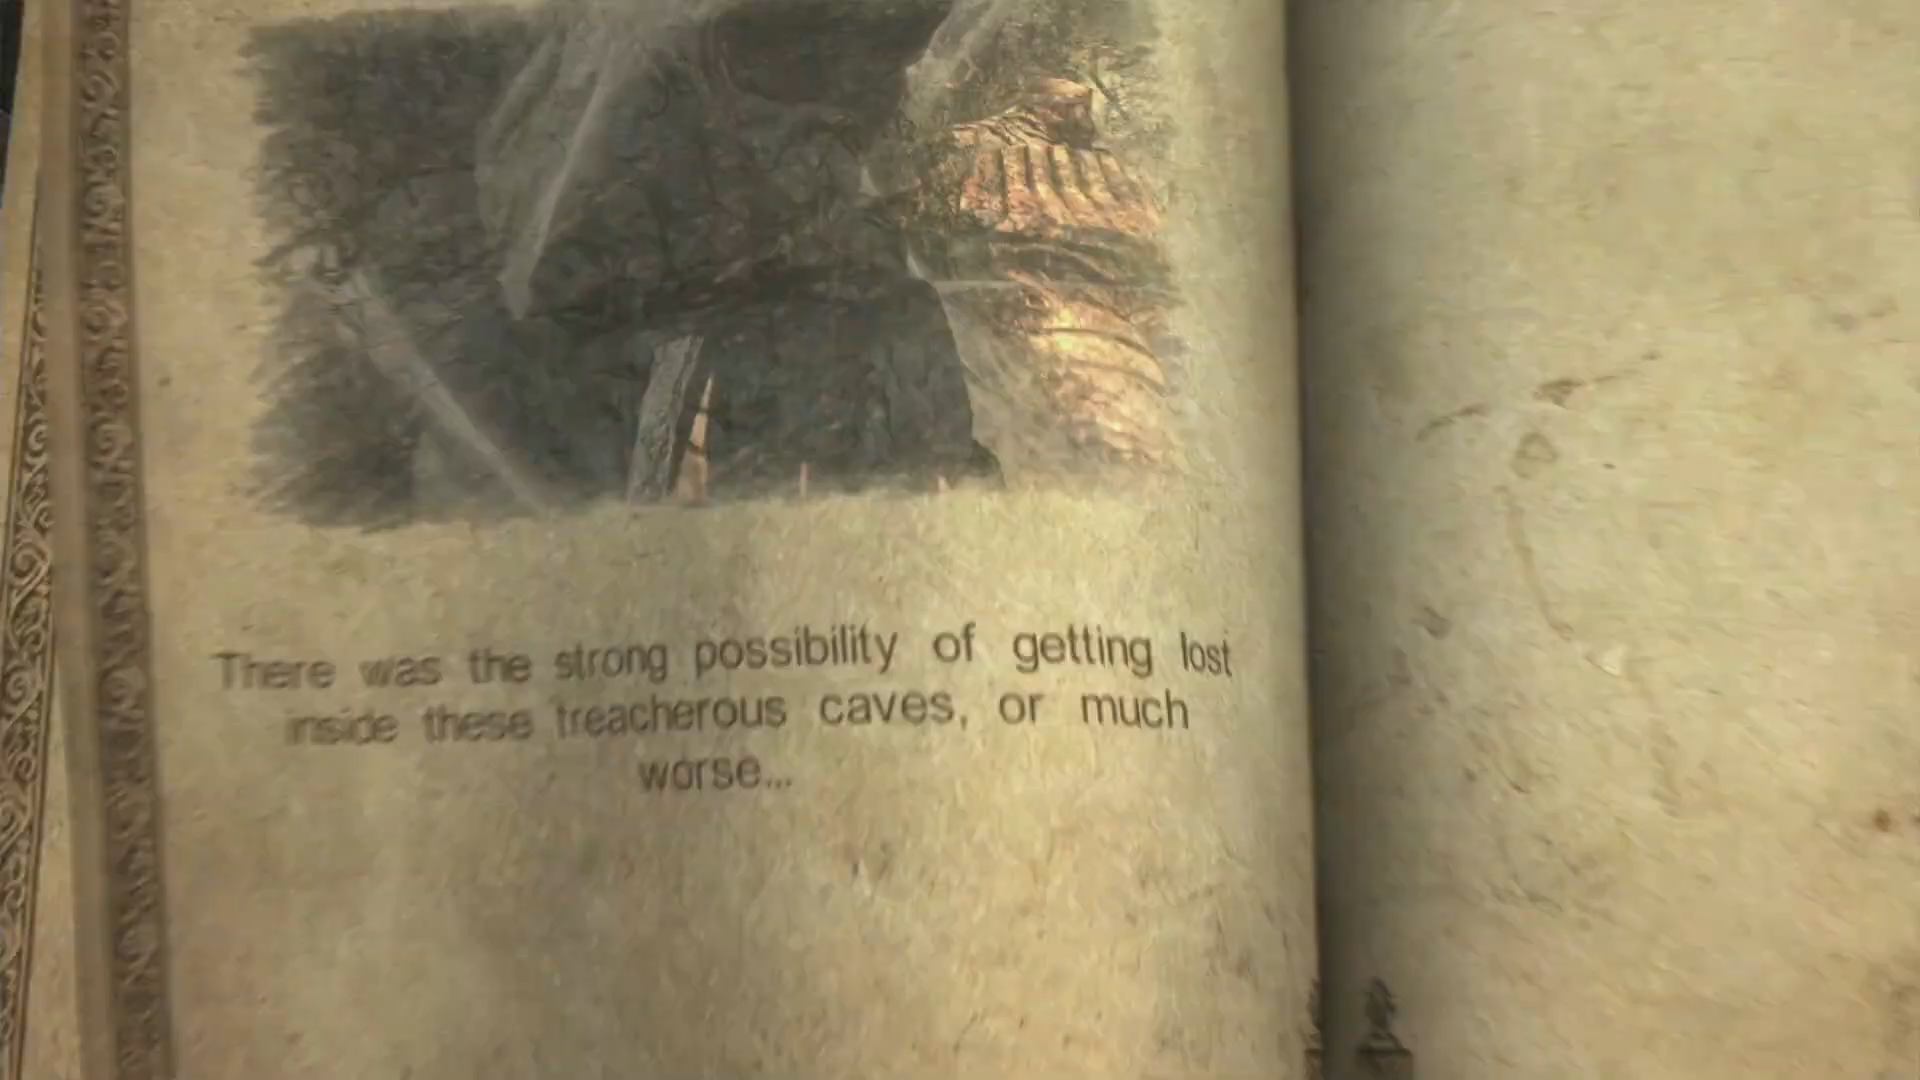 There was the strong possibility of getting lost
inside these treacherous caves, or much
worse...